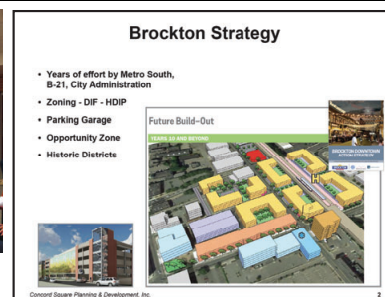 Brockton Strategy
• Years of effort by Metro South,
B-21, City Administration
• Zoning - DIF - HDIP
• Parking Garage
• Opportunity Zone
• Historic Districts
Future Build-Out
YEARS 10 AND BEYOND
BROCKTON DOWNTOWN
H
Concord Square Planning & Development, Inc.
2